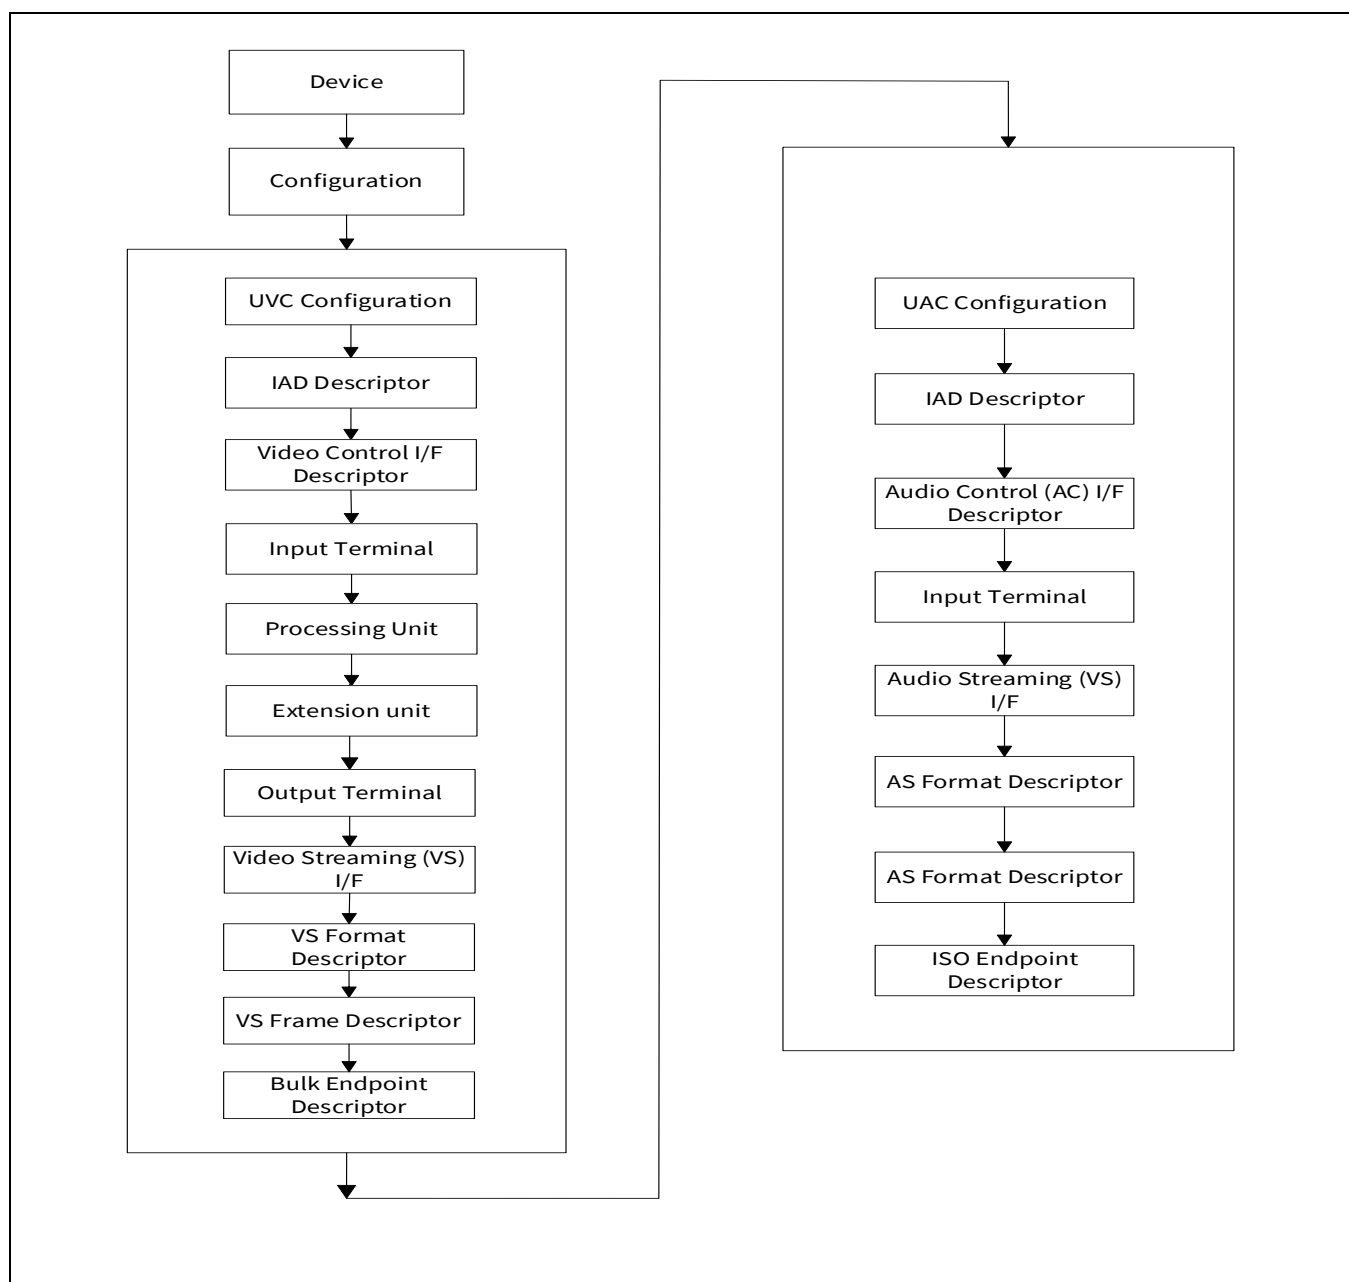 Device
Configuration
UVC Configuration
IAD Descriptor
Video Control I/F
Descriptor
Input Terminal
Processing Unit
Extension unit
Output Terminal
Video Streaming (VS)
I/F
VS Format
Descriptor
VS Frame Descriptor
Bulk Endpoint
Descriptor
UAC Configuration
IAD Descriptor
Audio Control (AC) I/F
Descriptor
Input Terminal
Audio Streaming (VS)
I/F
AS Format Descriptor
AS Format Descriptor
ISO Endpoint
Descriptor